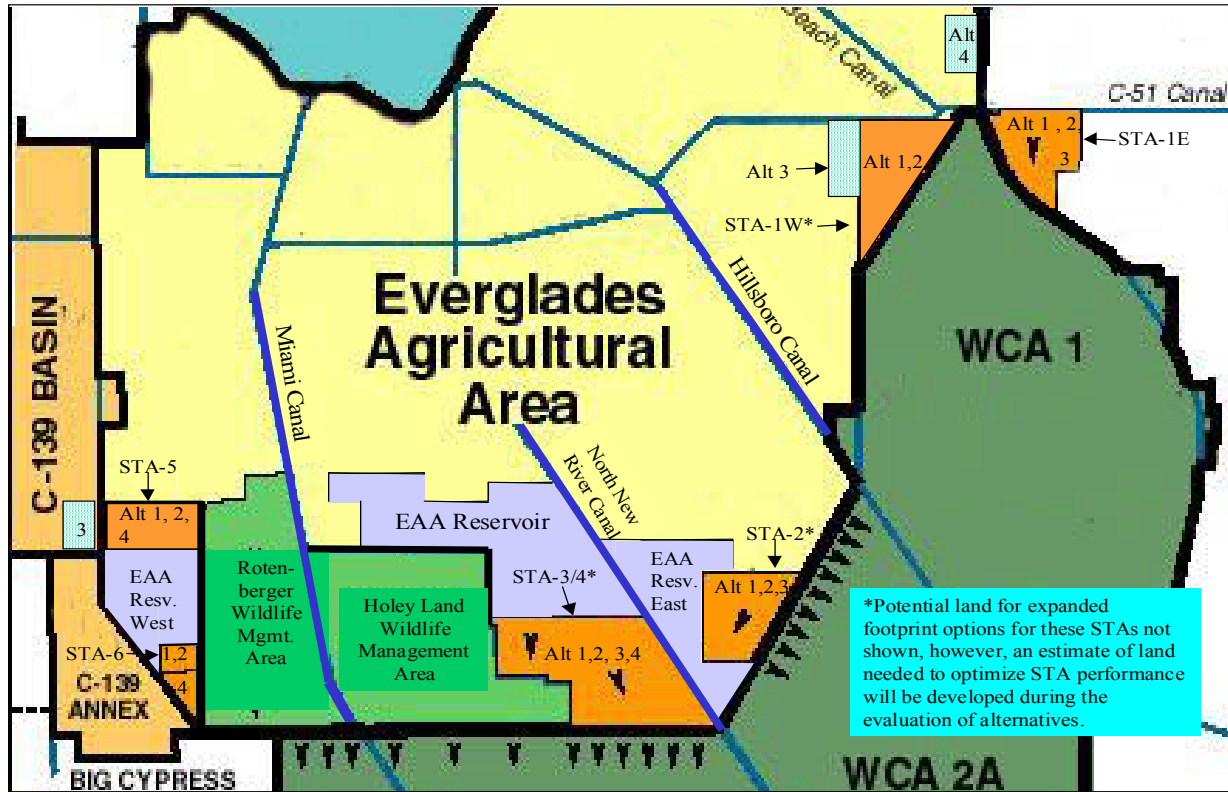 Beach Canal
Alt
4
C-51 Canal
Alt 1, 2,
3
STA-1E
Alt 1,2,
Alt 3
STA-1W*
Everglades
Agricultural
Area
Miami Canal
Hillsboro Canal
WCA 1
C-139 BASIN
STA-5
3
Alt 1, 2,
4
EAA
Resv.
West
STA-6
1,2
4
C-139
ANNEX
BIG CYPRESS
Roten-
berger
Wildlife
Mgmt.
Area
Holey Land
Wildlife
Management
Area
EAA Reservoir
North New
River Canal
STA-3/4*
Alt 1,2, 3,4
EAA
Resv.
East
STA-2*
Alt 1,2,3
*Potential land for expanded
footprint options for these STAs not
shown, however, an estimate of land
needed to optimize STA performance
will be developed during the
evaluation of alternatives.
WCA 2A